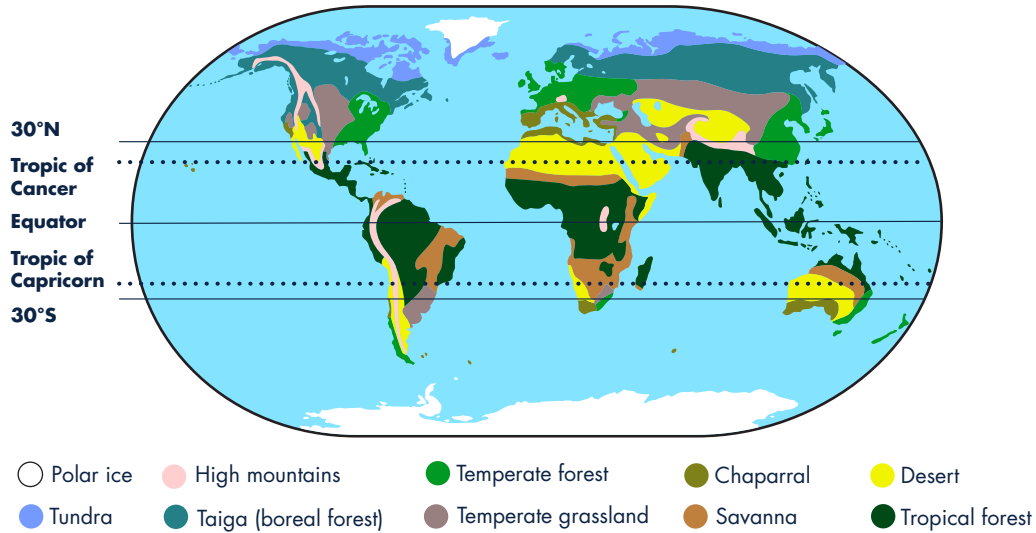 30°N
Tropic of
Cancer
Equator
Tropic of
Capricorn
30°S
Polar ice
High mountains
Temperate forest
Chaparral
Desert
Tundra
Taiga (boreal forest)
Temperate grassland
Savanna
Tropical forest